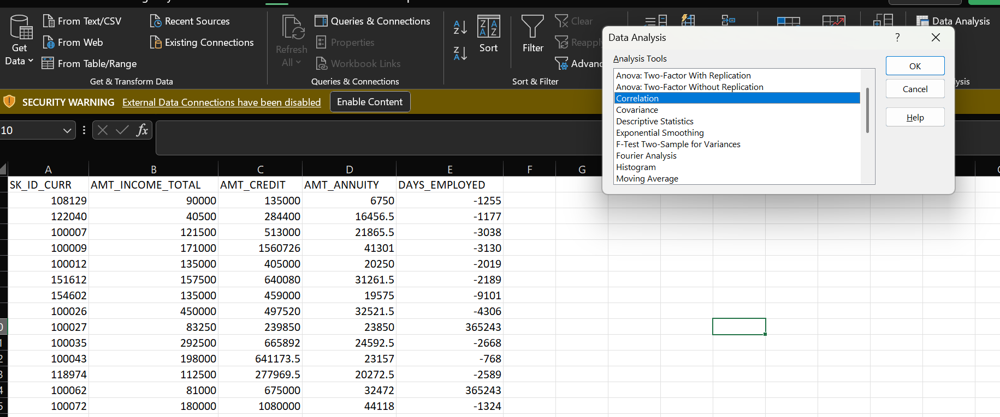 From Text/CSV
From Web
From Table/Range
Get
Data
Recent Sources
Existing Connections
Get & Transform Data
Refresh
All
Queries & Connections
Properties
Workbook Links
Queries & Connections
Sort
Filter
Clear
Reapply
Advanc
Sort & Filter
Data Analysis
lysis
SECURITY WARNING External Data Connections have been disabled Enable Content
10
fx
Data Analysis ? 
Analysis Tools
Anova: Two-Factor With Replication
Anova: Two-Factor Without Replication
Correlation
Covariance
Descriptive Statistics
Exponential Smoothing
F-Test Two-Sample for Variances
Fourier Analysis
Histogram
Moving Average
OK
Cancel
Help
A B C D E F G
SK_ID_CURR AMT_INCOME_TOTAL AMT_CREDIT AMT_ANNUITY DAYS_EMPLOYED
108129 90000 135000 6750 -1255
122040 40500 284400 16456.5 -1177
100007 121500 513000 21865.5 -3038
100009 171000 1560726 41301 -3130
100012 135000 405000 20250 -2019
151612 157500 640080 31261.5 -2189
154602 135000 459000 19575 -9101
100026 450000 497520 32521.5 -4306
100027 83250 239850 23850 365243
100035 292500 665892 24592.5 -2668
100043 198000 641173.5 23157 -768
118974 112500 277969.5 20272.5 -2589
100062 81000 675000 32472 365243
100072 180000 1080000 44118 -1324